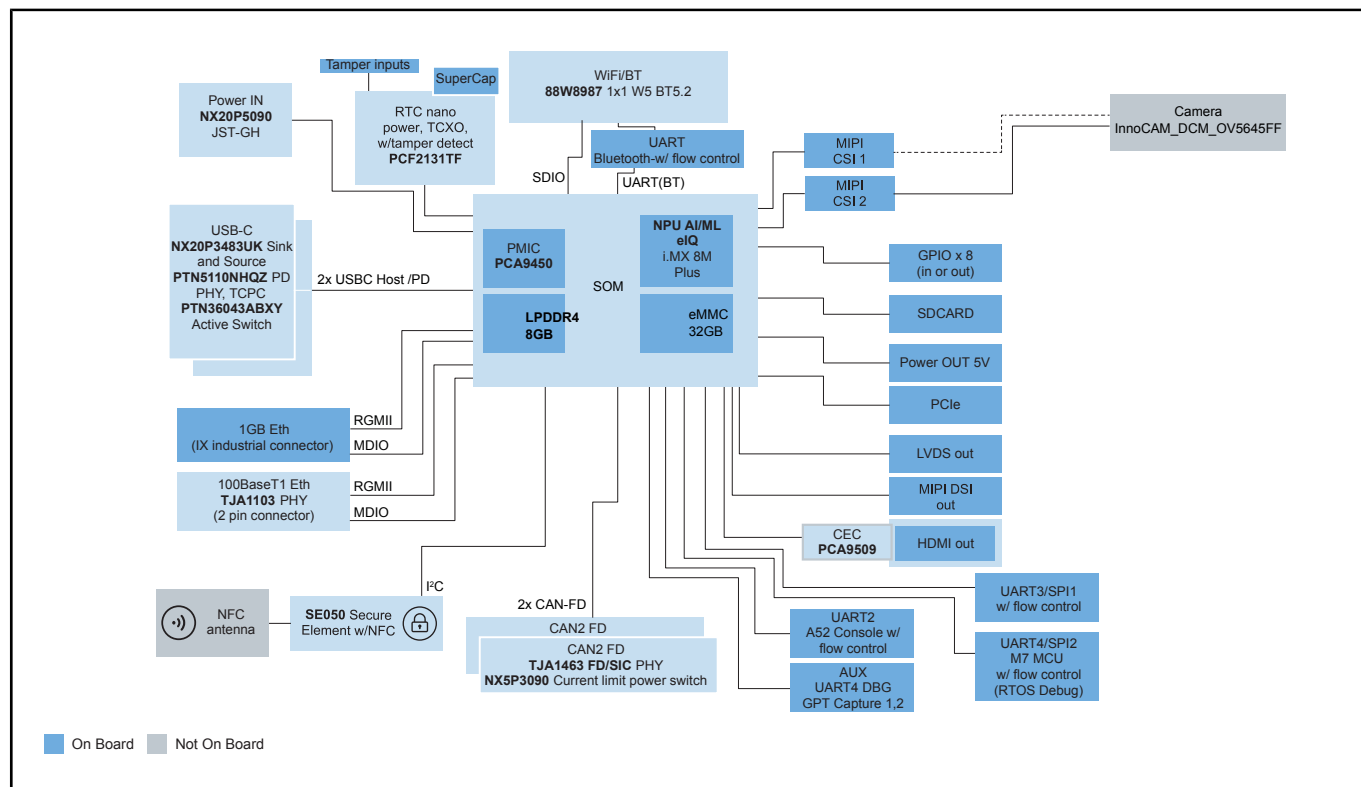 Tamper inputs
SuperCap
WiFi/BT
88W8987 1x1 W5 BT5.2
Power IN
NX20P5090
JST-GH
RTC nano
power, TCXO,
w/tamper detect
PCF2131TF
UART
Bluetooth-w/ flow control
SDIO
UART(BT)
MIPI
CSI 1
MIPI
CSI 2
Camera
InnoCAM_DCM_OV5645FF
USB-C
NX20P3483UK Sink
and Source
PTN5110NHQZ PD
PHY, TCPC
PTN36043ABXY
Active Switch
2x USBC Host /PD
PMIC
PCA9450
LPDDR4
8GB
SOM
NPU AI/ML
eIQ
i.MX 8M
Plus
eMMC
32GB
GPIO x 8
(in or out)
SDCARD
Power OUT 5V
PCIe
LVDS out
MIPI DSI
out
CEC
PCA9509
HDMI out
1GB Eth
(IX industrial connector)
RGMII
MDIO
100BaseT1 Eth
TJA1103 PHY
(2 pin connector)
RGMII
MDIO
I²C
NFC
antenna
SE050 Secure
Element w/NFC
2x CAN-FD
CAN2 FD
CAN2 FD
TJA1463 FD/SIC PHY
NX5P3090 Current limit power switch
UART2
A52 Console w/
flow control
AUX
UART4 DBG
GPT Capture 1,2
UART3/SPI1
w/ flow control
UART4/SPI2
M7 MCU
w/ flow control
(RTOS Debug)
On Board
Not On Board